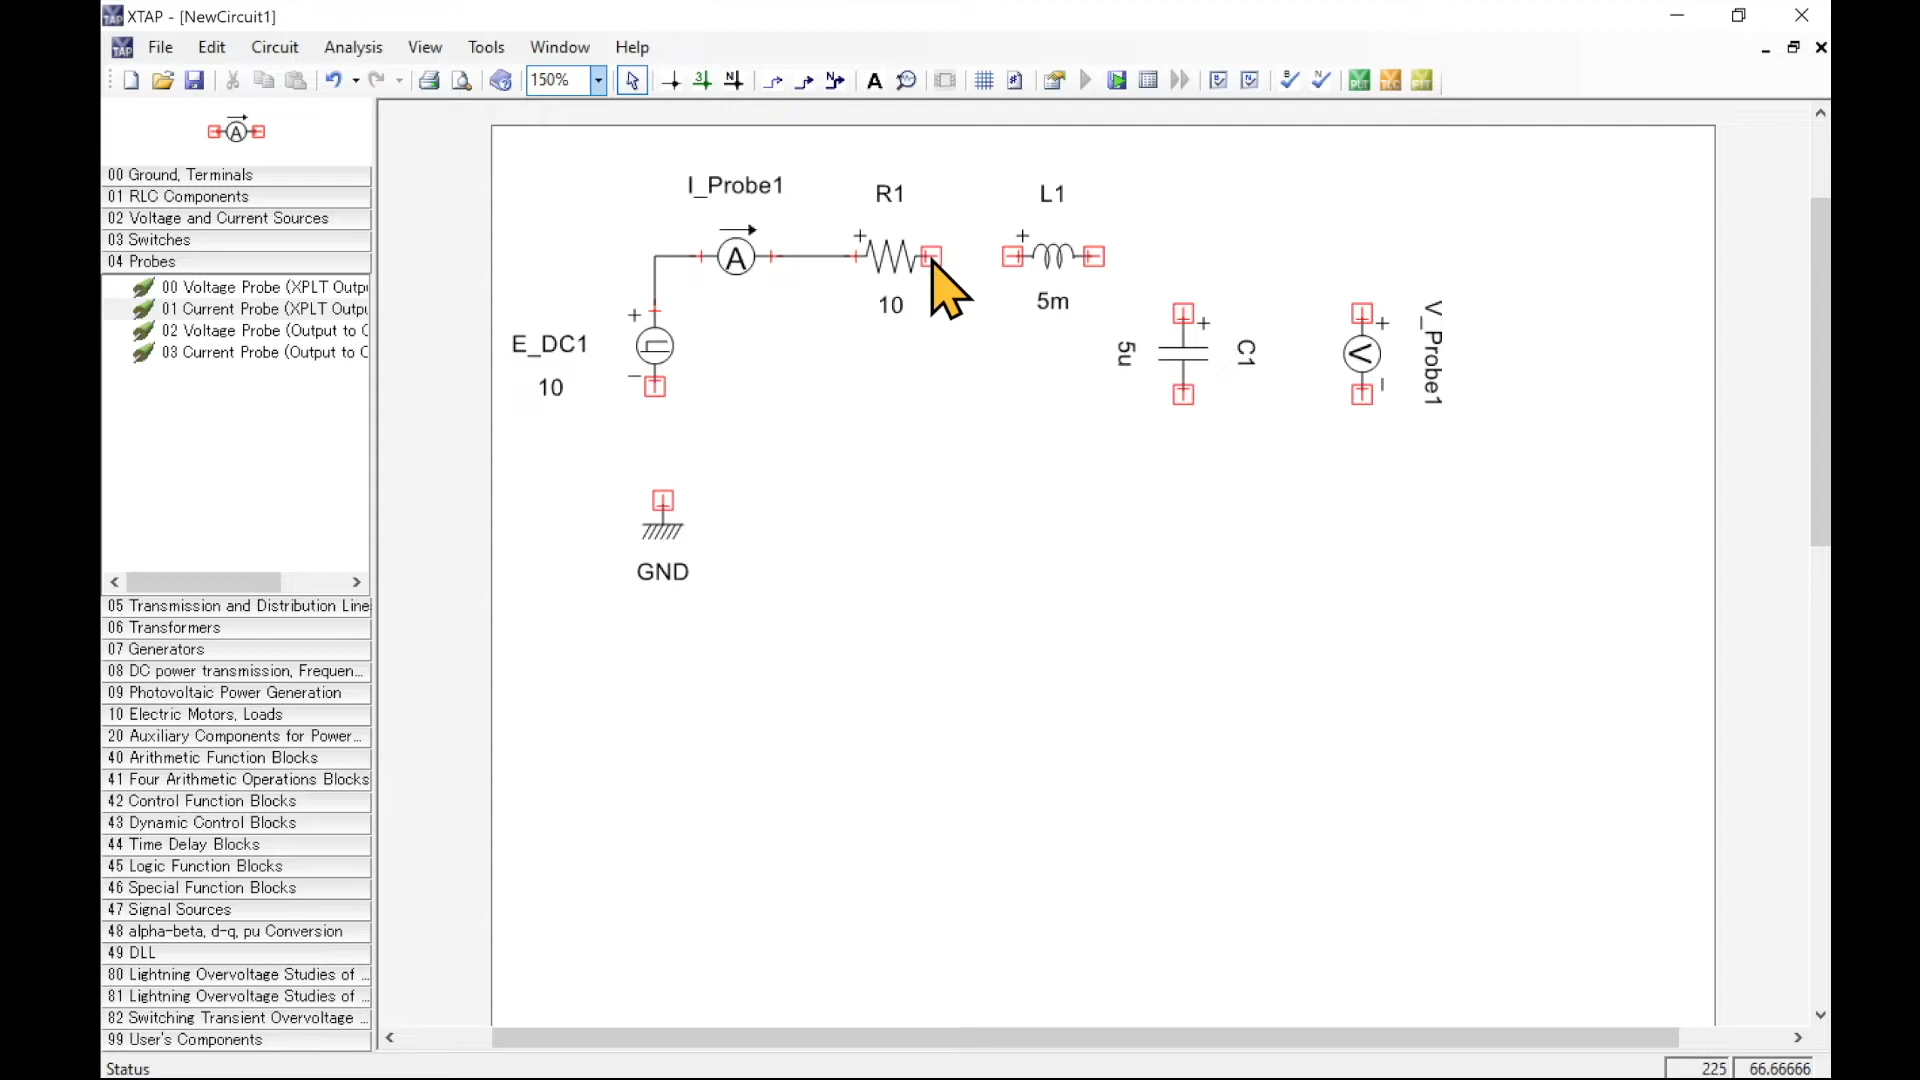 XTAP - [NewCircuit1]
File Edit Circuit Analysis View Tools Window Help
150%
00 Ground, Terminals
01 RLC Components
02 Voltage and Current Sources
03 Switches
04 Probes
00 Voltage Probe (XPLT Outp
01 Current Probe (XPLT Outp
02 Voltage Probe (Output to C
03 Current Probe (Output to C
05 Transmission and Distribution Line
06 Transformers
07 Generators
08 DC power transmission, Frequen...
09 Photovoltaic Power Generation
10 Electric Motors, Loads
20 Auxiliary Components for Power...
40 Arithmetic Function Blocks
41 Four Arithmetic Operations Blocks
42 Control Function Blocks
43 Dynamic Control Blocks
44 Time Delay Blocks
45 Logic Function Blocks
46 Special Function Blocks
47 Signal Sources
48 alpha-beta, d-q, pu Conversion
49 DLL
80 Lightning Overvoltage Studies of ...
81 Lightning Overvoltage Studies of ...
82 Switching Transient Overvoltage ...
99 User's Components
I_Probe1
A
R1
+
10
L1
+
5m
E_DC1
10
+
−
5u
+
C1
+
V
−
V_Probe1
GND
Status
225 66.66666